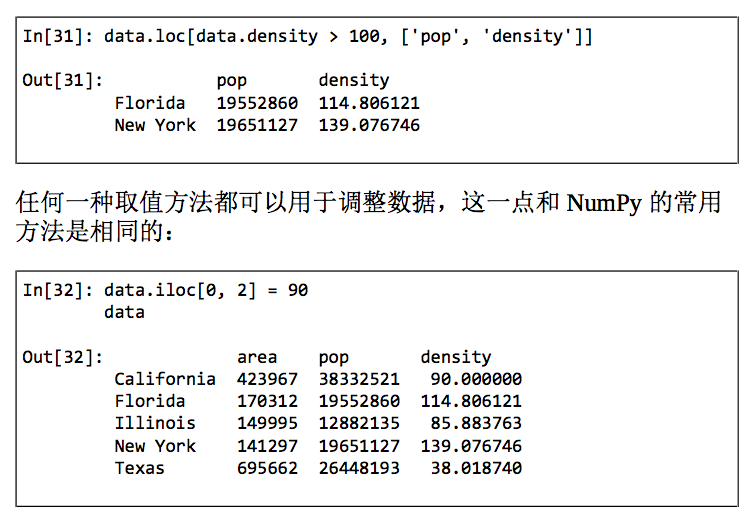 In[31]: data.loc[data.density > 100, ['pop', 'density']]
Out[31]:           pop       density
         Florida   19552860  114.806121
         New York  19651127  139.076746
任何一种取值方法都可以用于调整数据，这一点和 NumPy 的常用
方法是相同的：
In[32]: data.iloc[0, 2] = 90
        data
Out[32]:             area    pop       density
         California  423967  38332521   90.000000
         Florida     170312  19552860  114.806121
         Illinois    149995  12882135   85.883763
         New York    141297  19651127  139.076746
         Texas       695662  26448193   38.018740